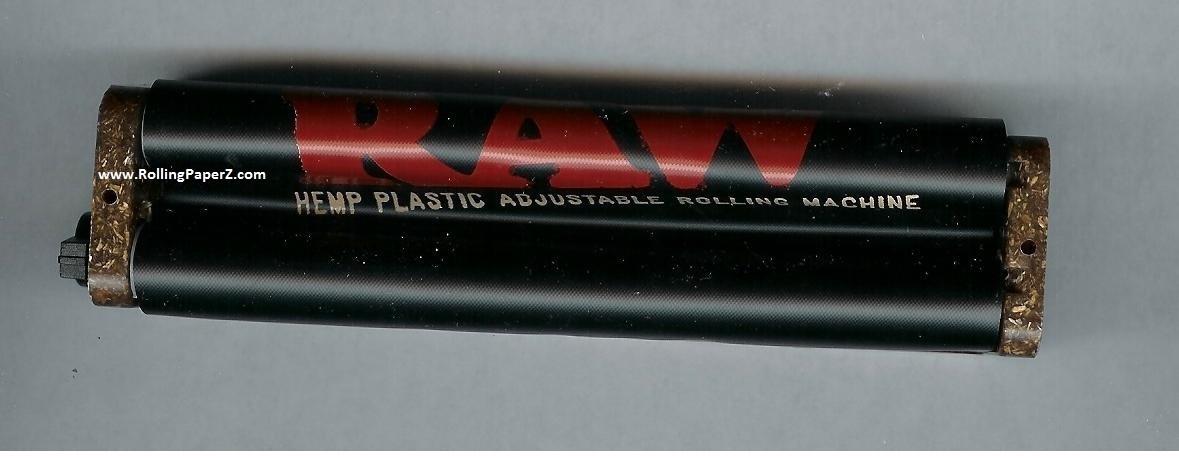 RAW
www.RollingPaperZ.com
HEMP PLASTIC ADJUSTABLE ROLLING MACHINE